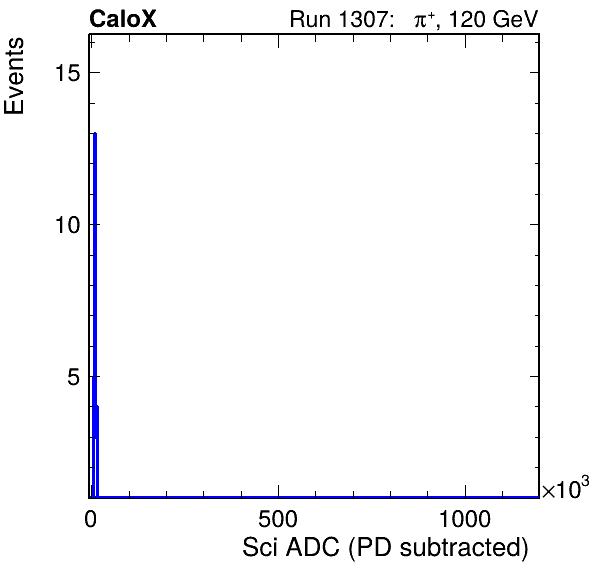 CaloX Run 1307: π⁺, 120 GeV
Events
15
10
5
×10³
0 500 1000
Sci ADC (PD subtracted)